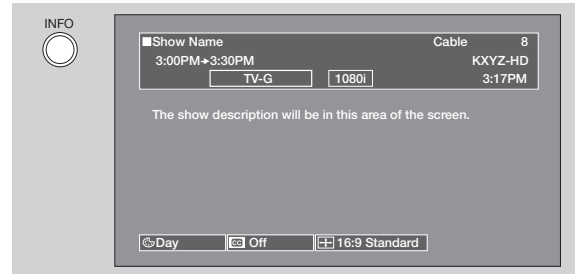 INFO
■Show Name Cable 8
3:00PM→3:30PM KXYZ-HD
TV-G 1080i 3:17PM
The show description will be in this area of the screen.
Day CC Off 16:9 Standard